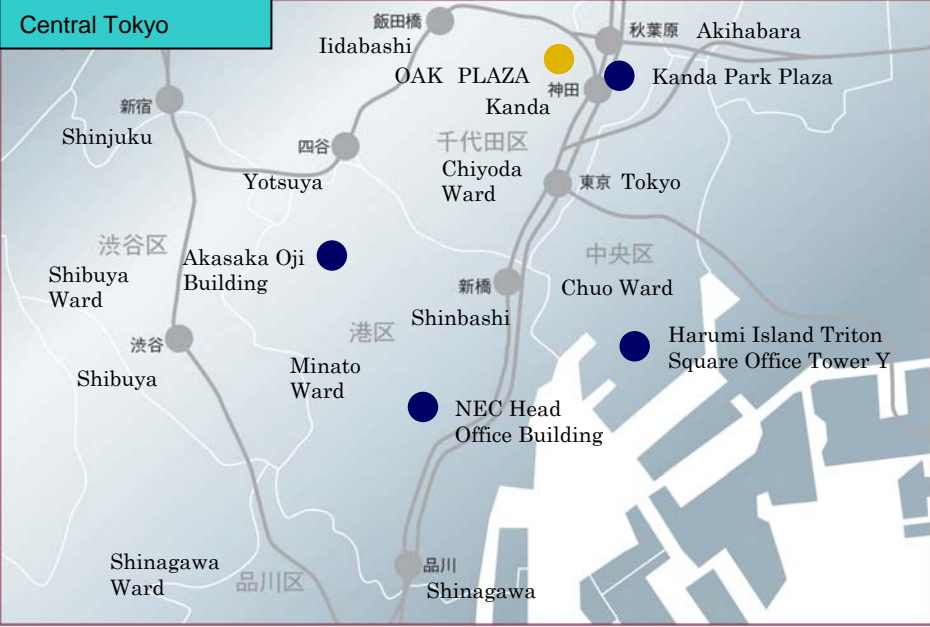 Central Tokyo
飯田橋
Iidabashi
秋葉原 Akihabara
OAK PLAZA
神田
Kanda
Kanda Park Plaza
新宿
Shinjuku
四谷
Yotsuya
千代田区
Chiyoda
Ward
東京 Tokyo
渋谷区
Shibuya
Ward
Akasaka Oji
Building
中央区
Chuo Ward
新橋
Shinbashi
港区
Minato
Ward
渋谷
Shibuya
Harumi Island Triton
Square Office Tower Y
NEC Head
Office Building
Shinagawa
Ward
品川区
品川
Shinagawa